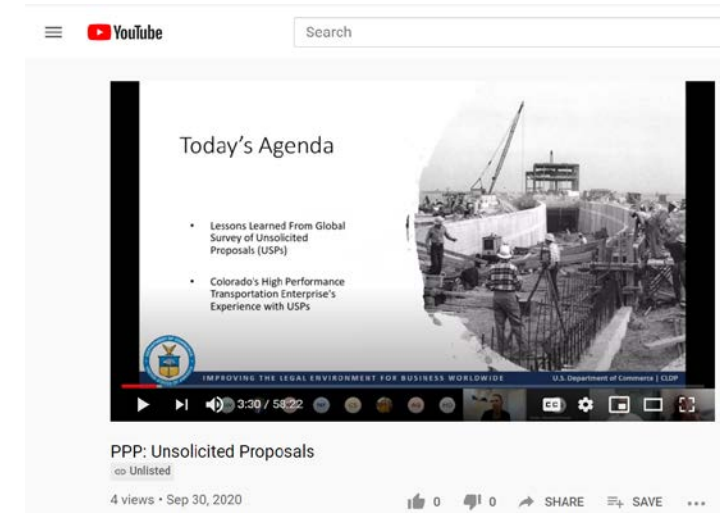 YouTube
Search
Today's Agenda
• Lessons Learned From Global
Survey of Unsolicited
Proposals (USPs)
• Colorado's High Performance
Transportation Enterprise's
Experience with USPs
IMPROVING THE LEGAL ENVIRONMENT FOR BUSINESS WORLDWIDE
U.S. Department of Commerce | CLDP
3:30 / 58:22
CC
PPP: Unsolicited Proposals
Unlisted
4 views • Sep 30, 2020
0
0
SHARE
SAVE